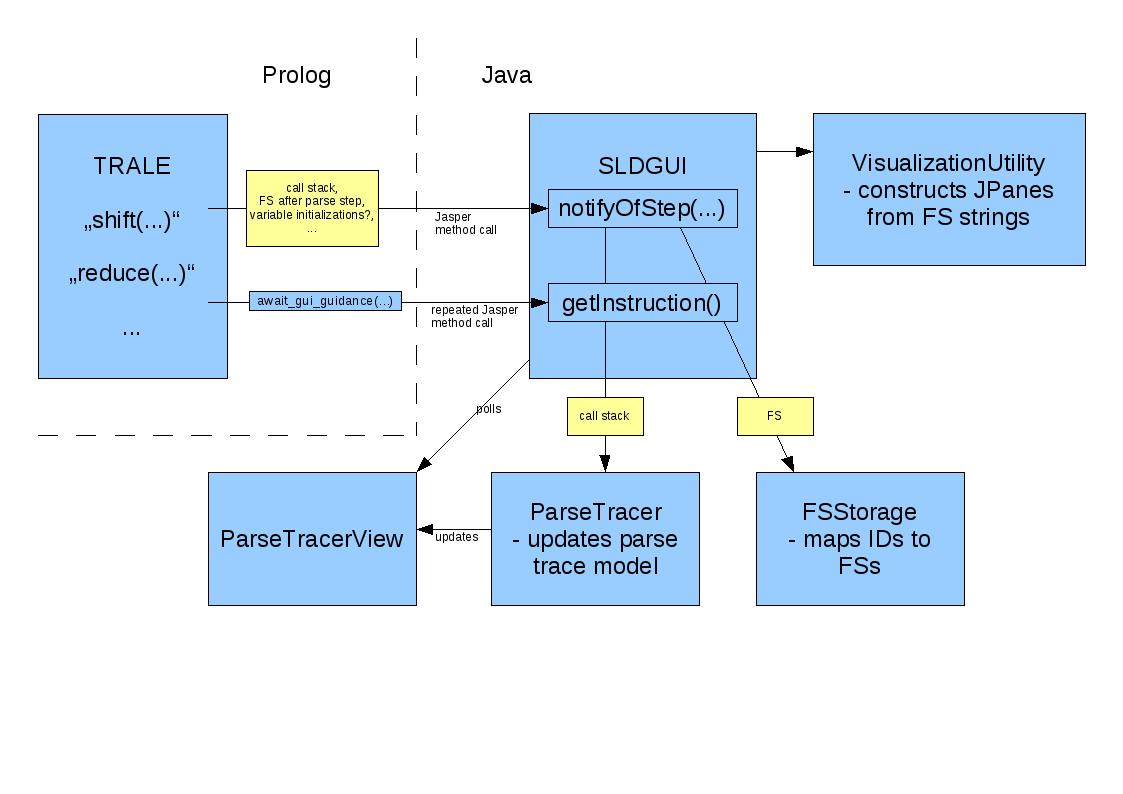 Prolog
Java
TRALE
„shift(...)“
„reduce(...)“
...
call stack,
FS after parse step,
variable initializations?,
...
await_gui_guidance(...)
Jasper
method call
repeated Jasper
method call
SLDGUI
notifyOfStep(...)
getInstruction()
VisualizationUtility
- constructs JPanes
from FS strings
polls
call stack
FS
ParseTracerView
updates
ParseTracer
- updates parse
trace model
FSStorage
- maps IDs to
FSs